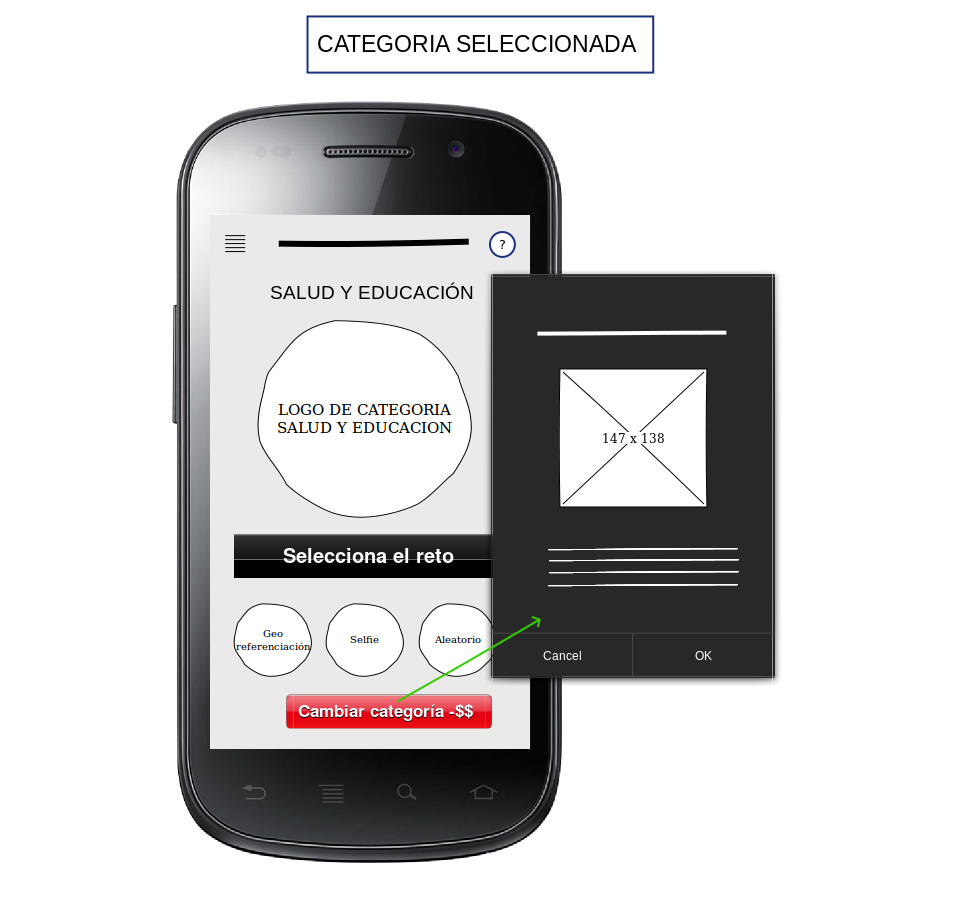 CATEGORIA SELECCIONADA
?
SALUD Y EDUCACIÓN
LOGO DE CATEGORIA
SALUD Y EDUCACION
147 x 138
Selecciona el reto
Geo
referenciación
Selfie
Aleatorio
Cancel
OK
Cambiar categoría -$$